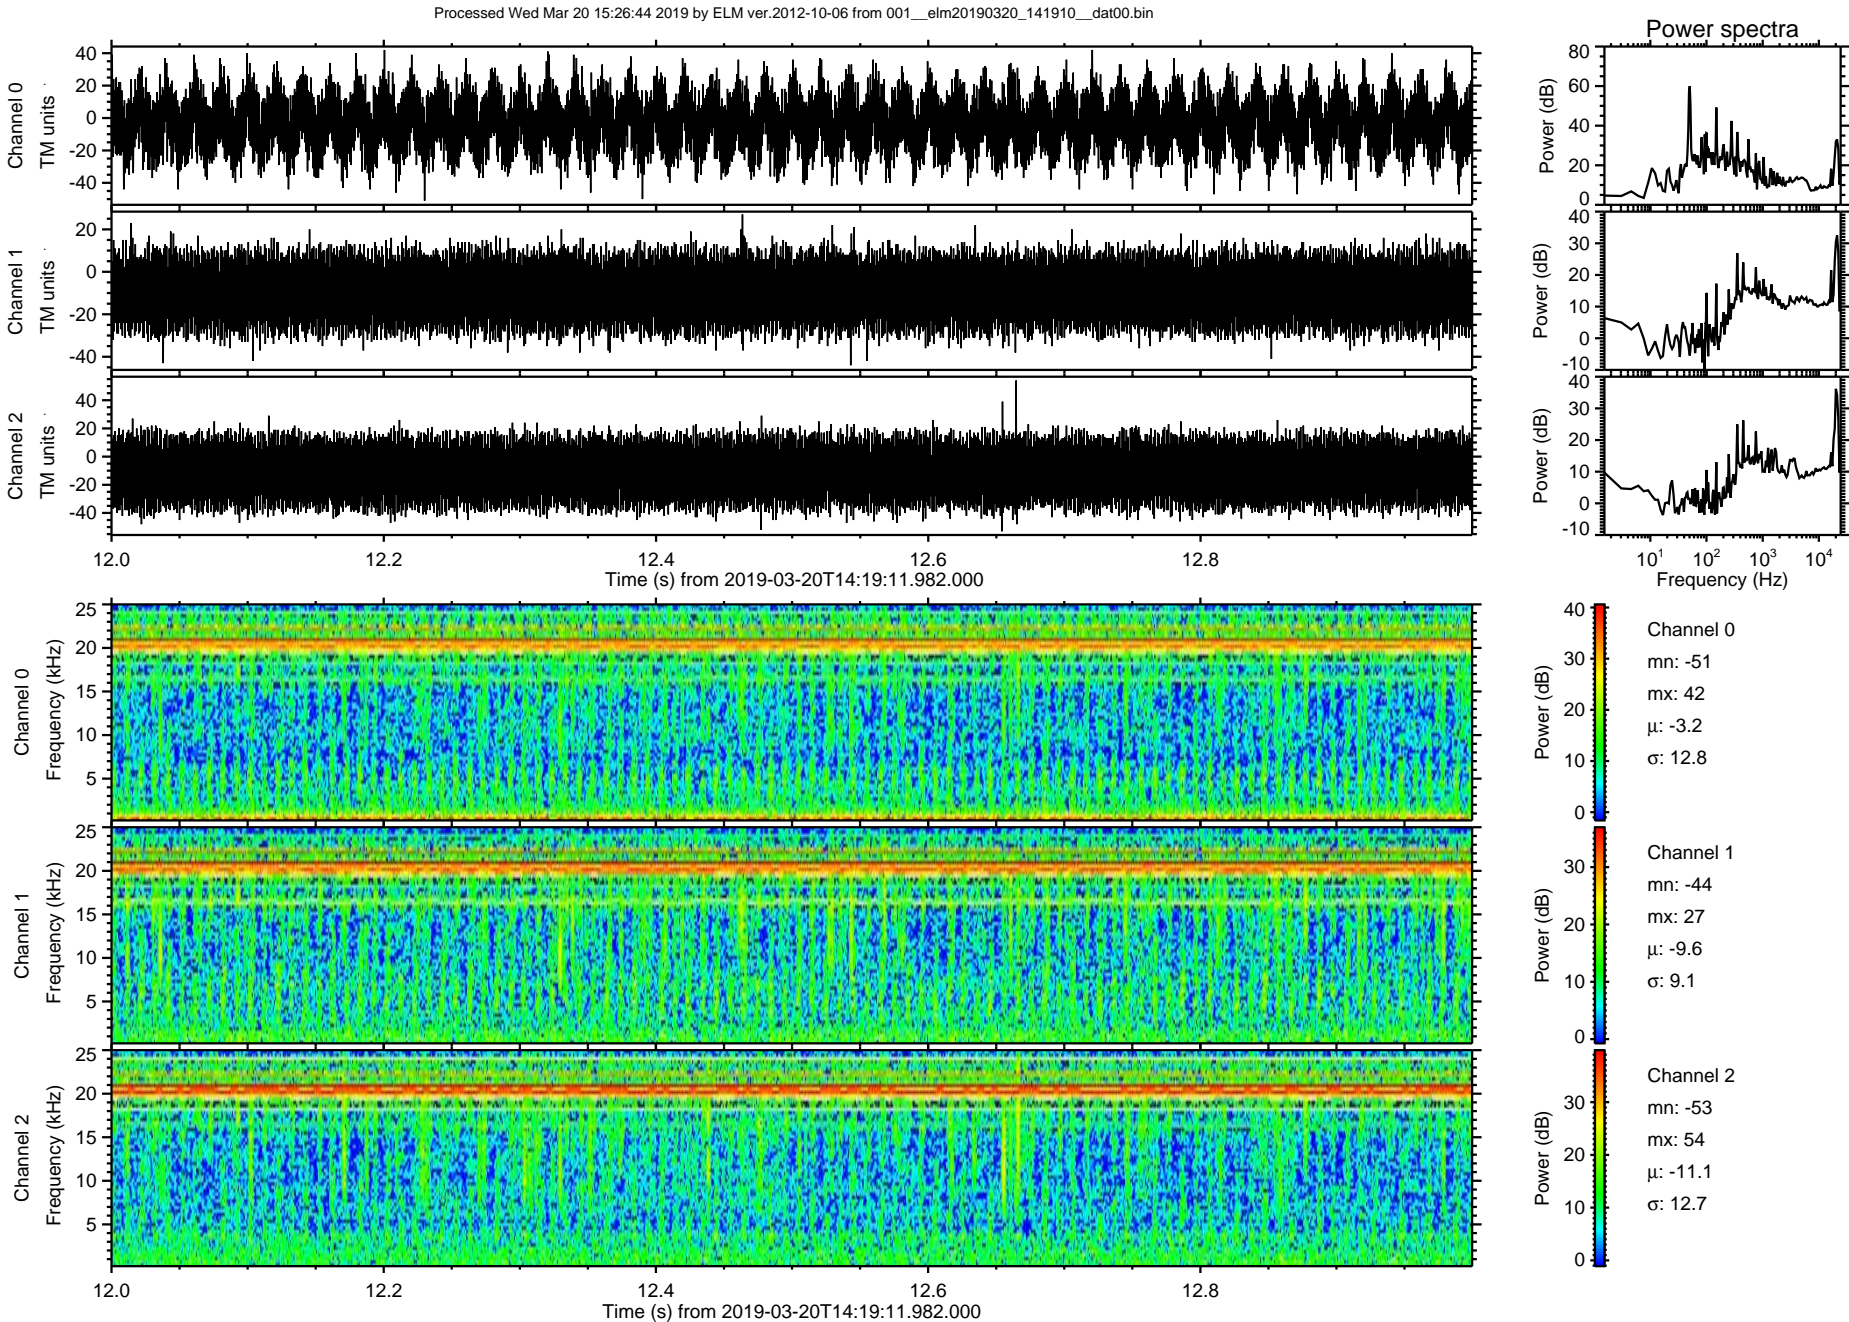 Processed Wed Mar 20 15:26:44 2019 by ELM ver.2012-10-06 from 001__elm20190320_141910__dat00.bin
Power spectra
Channel 0
TM units
40
20
0
-20
-40
Power (dB)
80
60
40
20
0
Channel 1
TM units
20
0
-20
-40
Power (dB)
40
30
20
10
0
-10
Channel 2
TM units
40
20
0
-20
-40
Power (dB)
40
30
20
10
0
-10
12.0 12.2 12.4 12.6 12.8
Time (s) from 2019-03-20T14:19:11.982.000
10¹ 10² 10³ 10⁴
Frequency (Hz)
Channel 0
Frequency (kHz)
25
20
15
10
5
Power (dB)
40
30
20
10
0
Channel 0
mn: -51
mx: 42
μ: -3.2
σ: 12.8
Channel 1
Frequency (kHz)
25
20
15
10
5
Power (dB)
30
20
10
0
Channel 1
mn: -44
mx: 27
μ: -9.6
σ: 9.1
Channel 2
Frequency (kHz)
25
20
15
10
5
Power (dB)
30
20
10
0
Channel 2
mn: -53
mx: 54
μ: -11.1
σ: 12.7
12.0 12.2 12.4 12.6 12.8
Time (s) from 2019-03-20T14:19:11.982.000